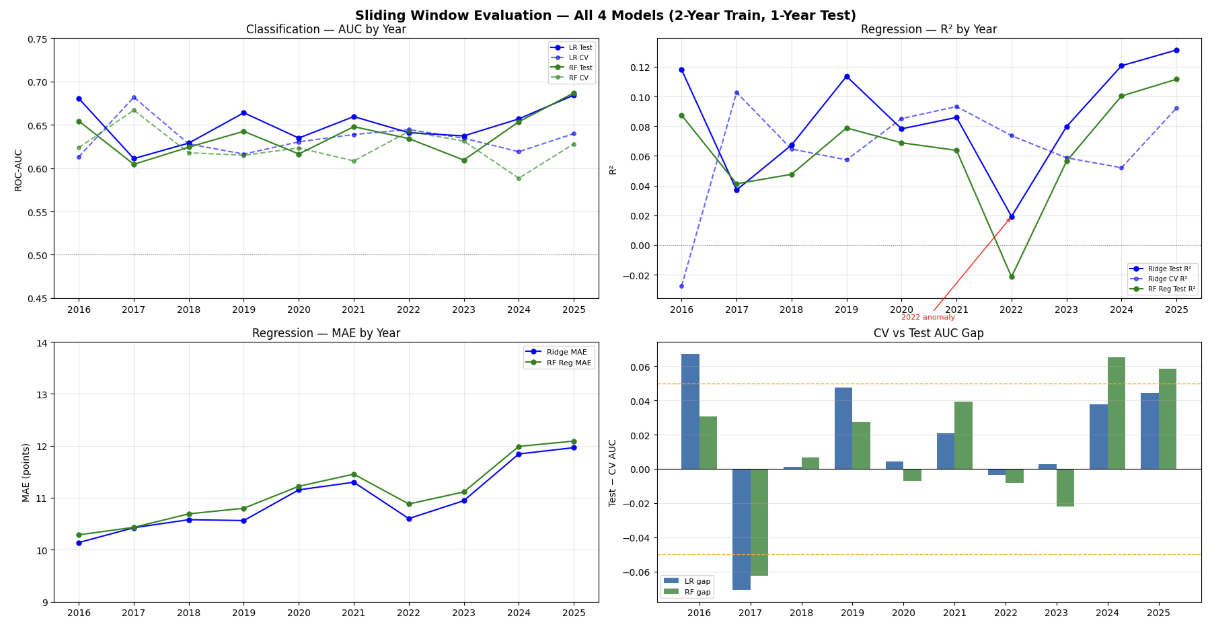 Sliding Window Evaluation — All 4 Models (2-Year Train, 1-Year Test)
Classification — AUC by Year
ROC-AUC
0.75
0.70
0.65
0.60
0.55
0.50
0.45
LR Test
LR CV
RF Test
RF CV
2016 2017 2018 2019 2020 2021 2022 2023 2024 2025
Regression — R² by Year
R²
0.12
0.10
0.08
0.06
0.04
0.02
0.00
−0.02
Ridge Test R²
Ridge CV R²
RF Reg Test R²
2016 2017 2018 2019 2020 2021 2022 2023 2024 2025
2022 anomaly
Regression — MAE by Year
MAE (points)
14
13
12
11
10
9
Ridge MAE
RF Reg MAE
2016 2017 2018 2019 2020 2021 2022 2023 2024 2025
CV vs Test AUC Gap
Test − CV AUC
0.06
0.04
0.02
0.00
−0.02
−0.04
−0.06
LR gap
RF gap
2016 2017 2018 2019 2020 2021 2022 2023 2024 2025